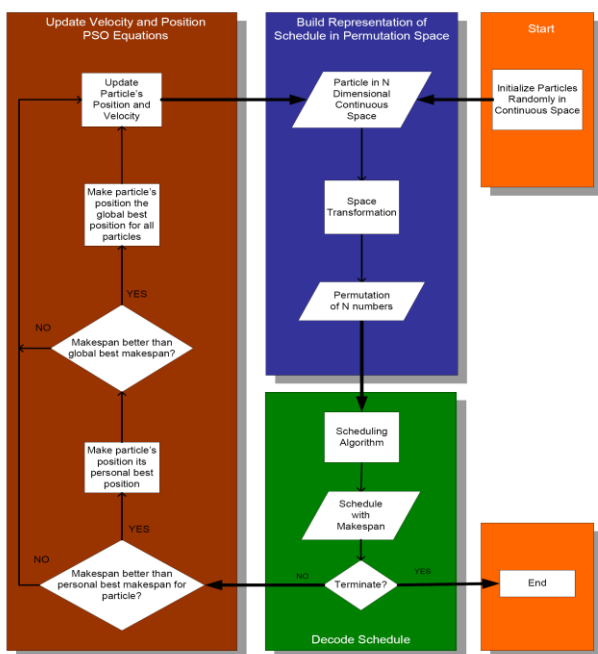 Update Velocity and Position
PSO Equations
Build Representation of
Schedule in Permutation Space
Start
Update
Particle's
Position and
Velocity
Particle in N
Dimensional
Continuous
Space
Initialize Particles
Randomly in
Continuous Space
Make particle's
position the
global best
position for all
particles
Space
Transformation
YES
Permutation
of N numbers
NO
Makespan better than
global best makespan?
Scheduling
Algorithm
Make particle's
position its
personal best
position
Schedule
with
Makespan
YES
NO
Makespan better than
personal best makespan for
particle?
NO
Terminate?
YES
End
Decode Schedule